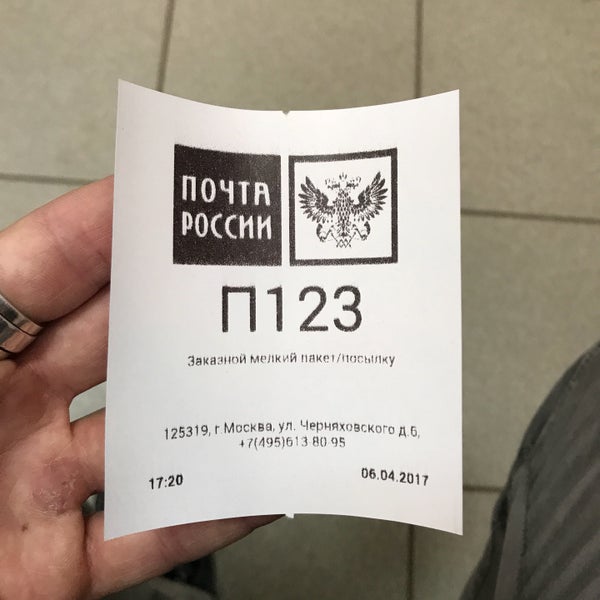 ПОЧТА
РОССИИ
П123
Заказной мелкий пакет/посылку
125319, г.Москва, ул. Черняховского д.6,
+7(495)613-80-95
17:20 06.04.2017